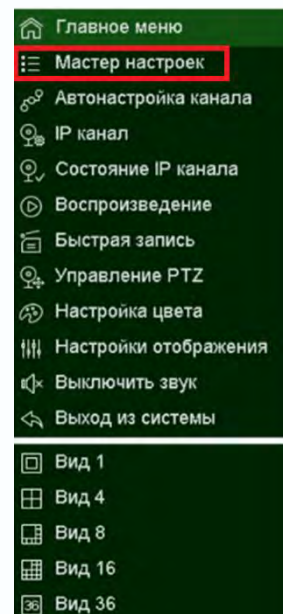 Главное меню
Мастер настроек
Автонастройка канала
IP канал
Состояние IP канала
Воспроизведение
Быстрая запись
Управление PTZ
Настройка цвета
Настройки отображения
Выключить звук
Выход из системы
Вид 1
Вид 4
Вид 8
Вид 16
36 Вид 36